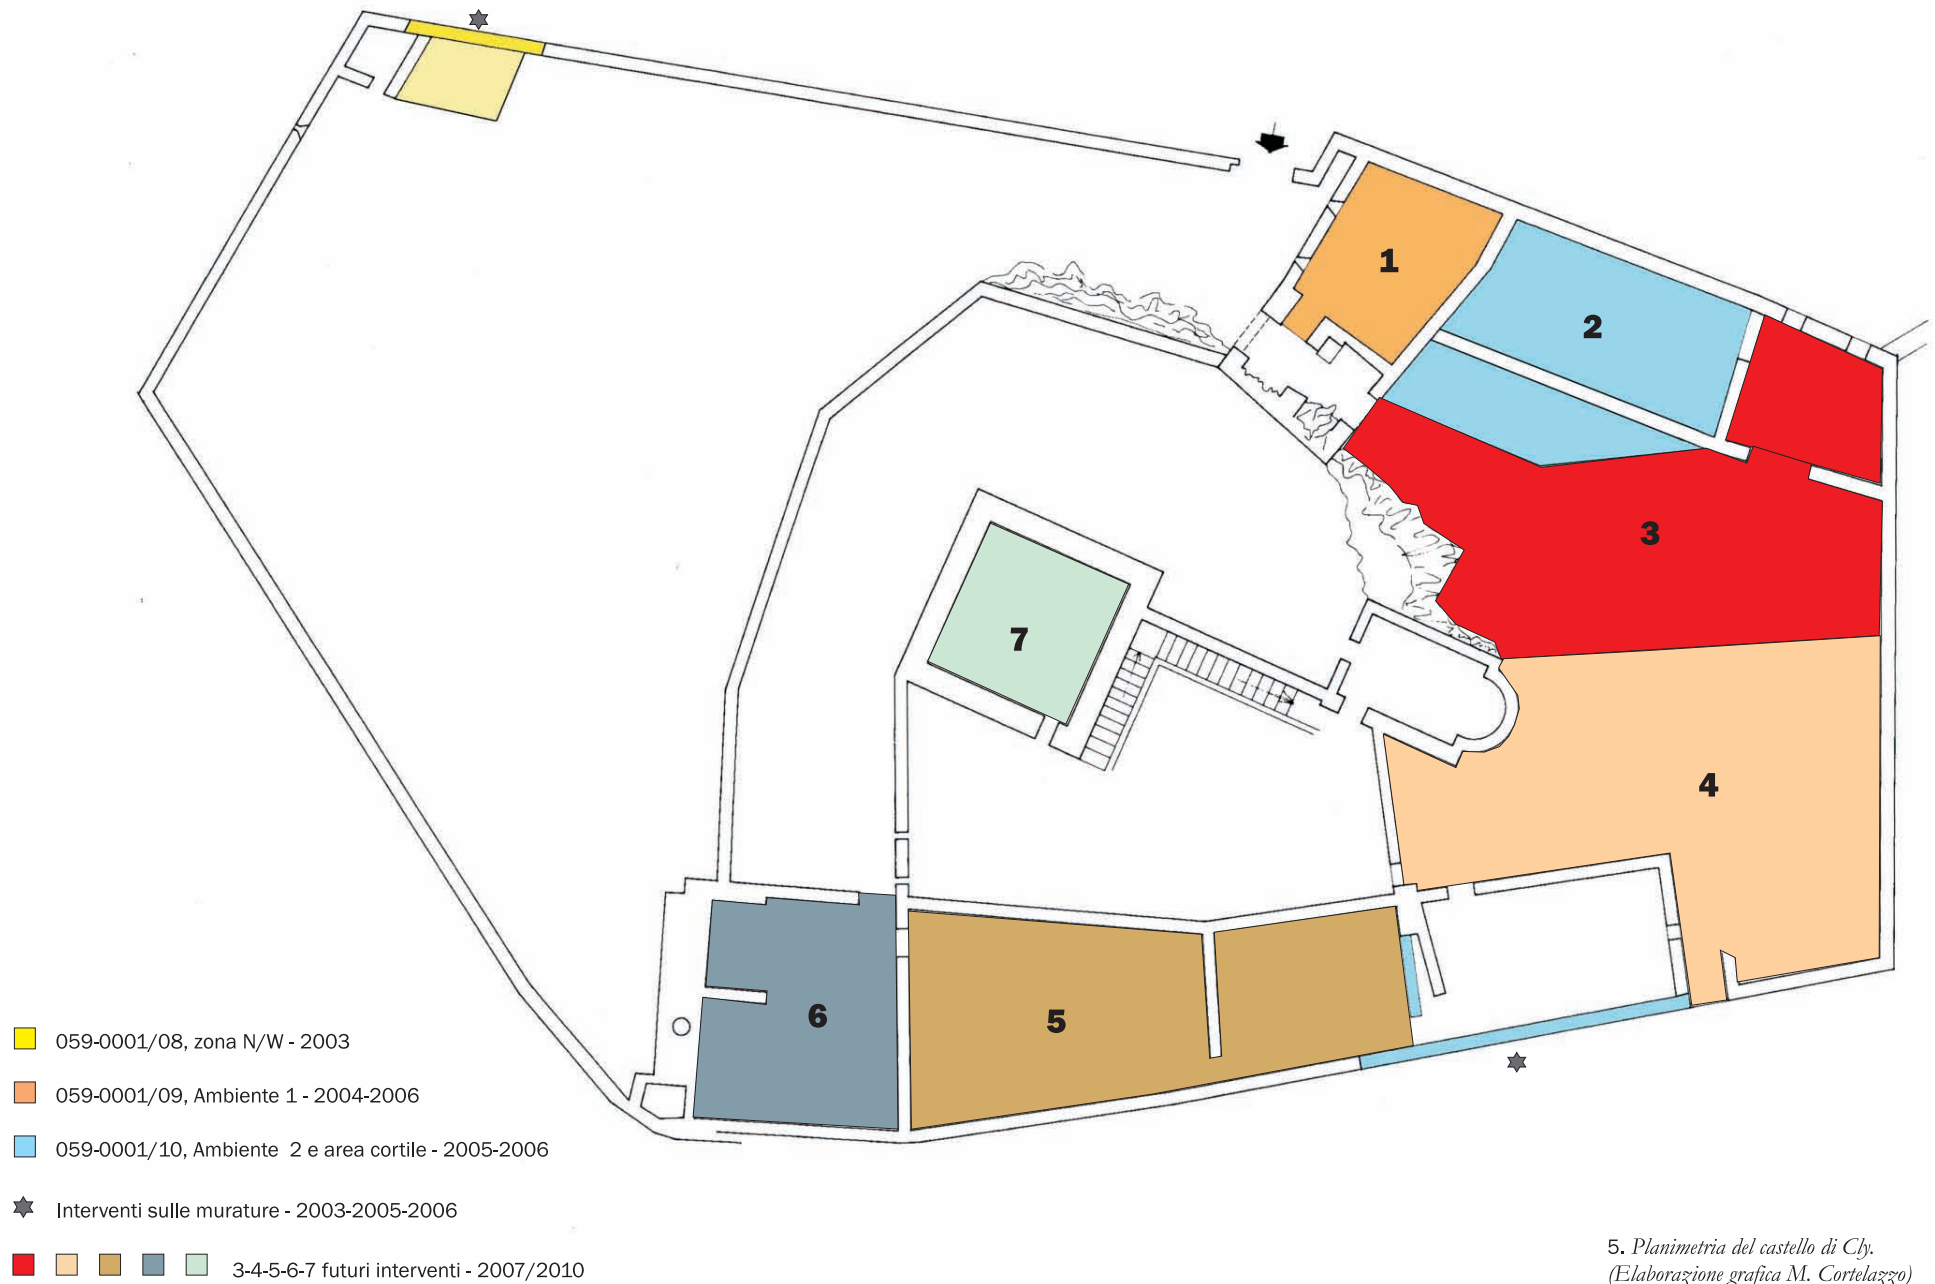 1
2
3
7
4
6
5
059-0001/08, zona N/W - 2003
059-0001/09, Ambiente 1 - 2004-2006
059-0001/10, Ambiente 2 e area cortile - 2005-2006
Interventi sulle murature - 2003-2005-2006
3-4-5-6-7 futuri interventi - 2007/2010
5. Planimetria del castello di Cly.
(Elaborazione grafica M. Cortelazzo)